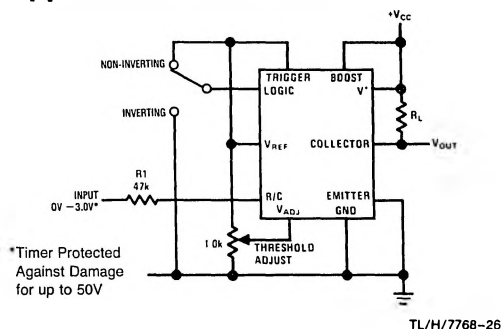 +VCC
NON-INVERTING
TRIGGER
BOOST
LOGIC
V+
INVERTING
RL
VREF
COLLECTOR
VOUT
R1
47k
INPUT
0V –3.0V*
R/C
EMITTER
VADJ
GND
10k
THRESHOLD
ADJUST
*Timer Protected
Against Damage
for up to 50V
TL/H/7768–26